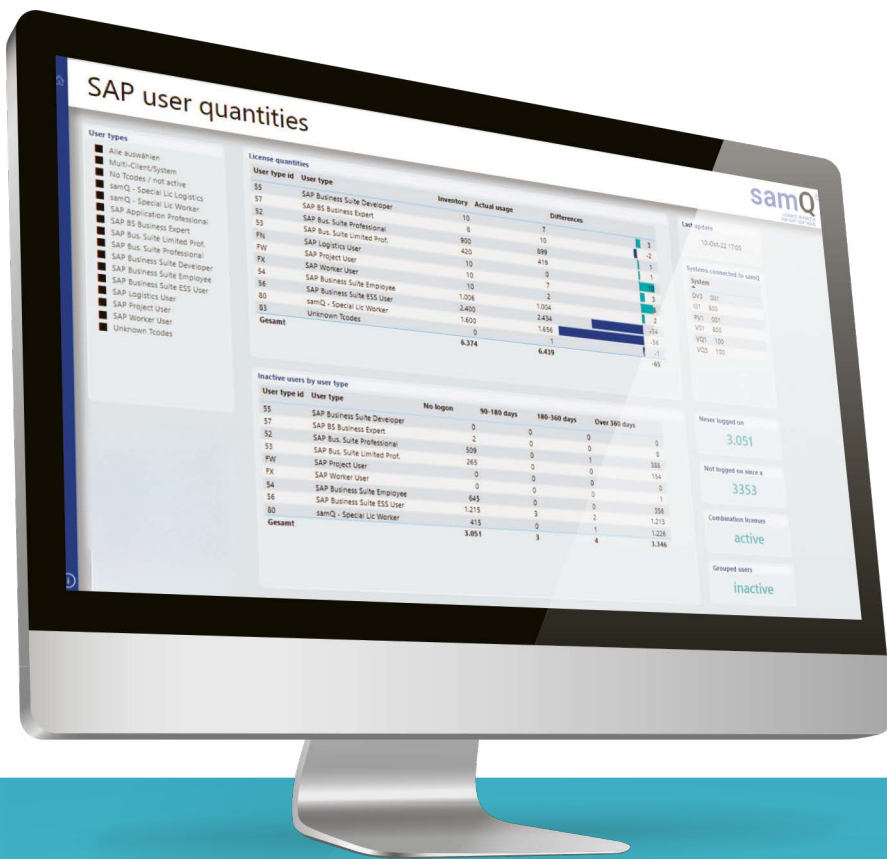 SAP user quantities
User types
Alle auswählen
Multi-Client/System
No Tcodes / not active
samQ - Special Lic Logistics
samQ - Special Lic Worker
SAP Application Professional
SAP BS Business Expert
SAP Bus. Suite Limited Prof.
SAP Bus. Suite Professional
SAP Business Suite Developer
SAP Business Suite Employee
SAP Business Suite ESS User
SAP Logistics User
SAP Project User
SAP Worker User
Unknown Tcodes
License quantities
User type id User type Inventory Actual usage Differences
55 SAP Business Suite Developer 10 7 3
57 SAP BS Business Expert 8 10 -2
52 SAP Bus. Suite Professional 900 899 1
53 SAP Bus. Suite Limited Prof. 420 419 1
FN SAP Logistics User 10 0 10
FW SAP Project User 10 7 3
FX SAP Worker User 10 2 8
54 SAP Business Suite Employee 1.006 1.004 2
56 SAP Business Suite ESS User 2.400 2.434 -34
80 samQ - Special Lic Worker 1.600 1.656 -56
83 Unknown Tcodes 0 1 -1
Gesamt 6.374 6.439 -65
Inactive users by user type
User type id User type No logon 90-180 days 180-360 days Over 360 days
55 SAP Business Suite Developer 0 0 0 0
57 SAP BS Business Expert 2 0 0 8
52 SAP Bus. Suite Professional 509 0 1 388
53 SAP Bus. Suite Limited Prof. 265 0 0 154
FW SAP Project User 0 0 0 0
FX SAP Worker User 0 0 0 1
54 SAP Business Suite Employee 645 0 0 356
56 SAP Business Suite ESS User 1.215 3 2 1.213
80 samQ - Special Lic Worker 415 0 1 1.226
Gesamt 3.051 3 4 3.346
samQ
Last update
10-Oct-22 17:05
Systems connected to samQ
System
DV3 001
800
PV1 001
VS1 800
VQ1 100
VQ3 100
Never logged on
3.051
Not logged on since x
3353
Combination licenses
active
Grouped users
inactive